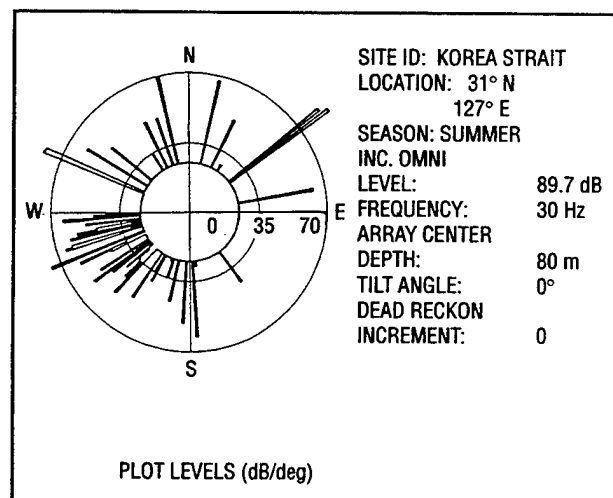 N
W
E
S
0 35 70
SITE ID: KOREA STRAIT
LOCATION: 31° N
127° E
SEASON: SUMMER
INC. OMNI
LEVEL: 89.7 dB
FREQUENCY: 30 Hz
ARRAY CENTER
DEPTH: 80 m
TILT ANGLE: 0°
DEAD RECKON
INCREMENT: 0
PLOT LEVELS (dB/deg)